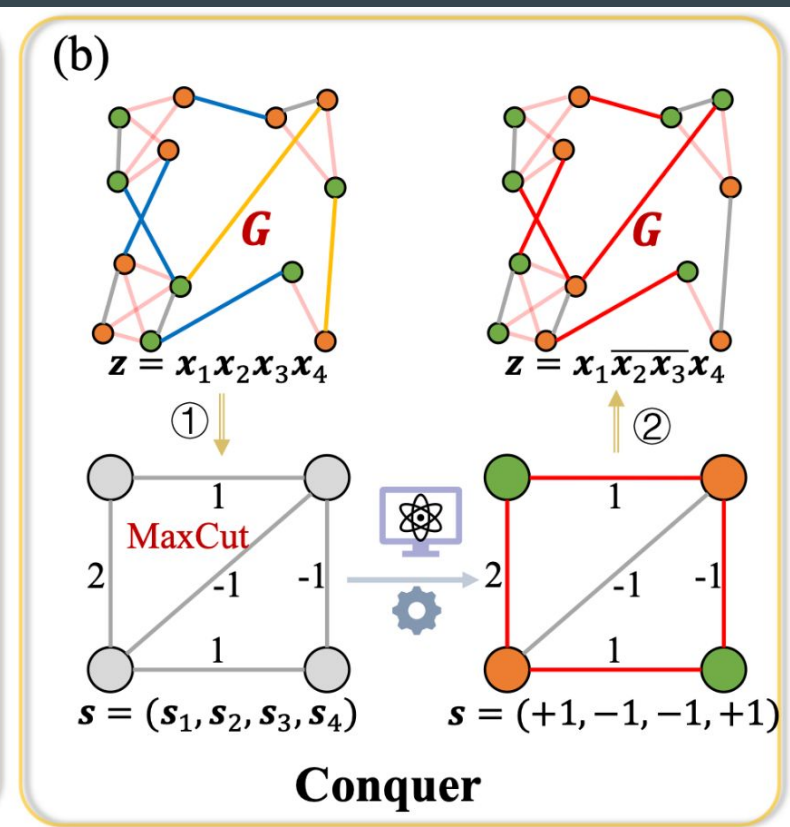 (b)
G
G
z = x₁x₂x₃x₄
z = x₁x̅₂x̅₃x₄
①
②
1
MaxCut
2
-1
-1
1
1
2
-1
-1
1
s = (s₁, s₂, s₃, s₄)
s = (+1, −1, −1, +1)
Conquer